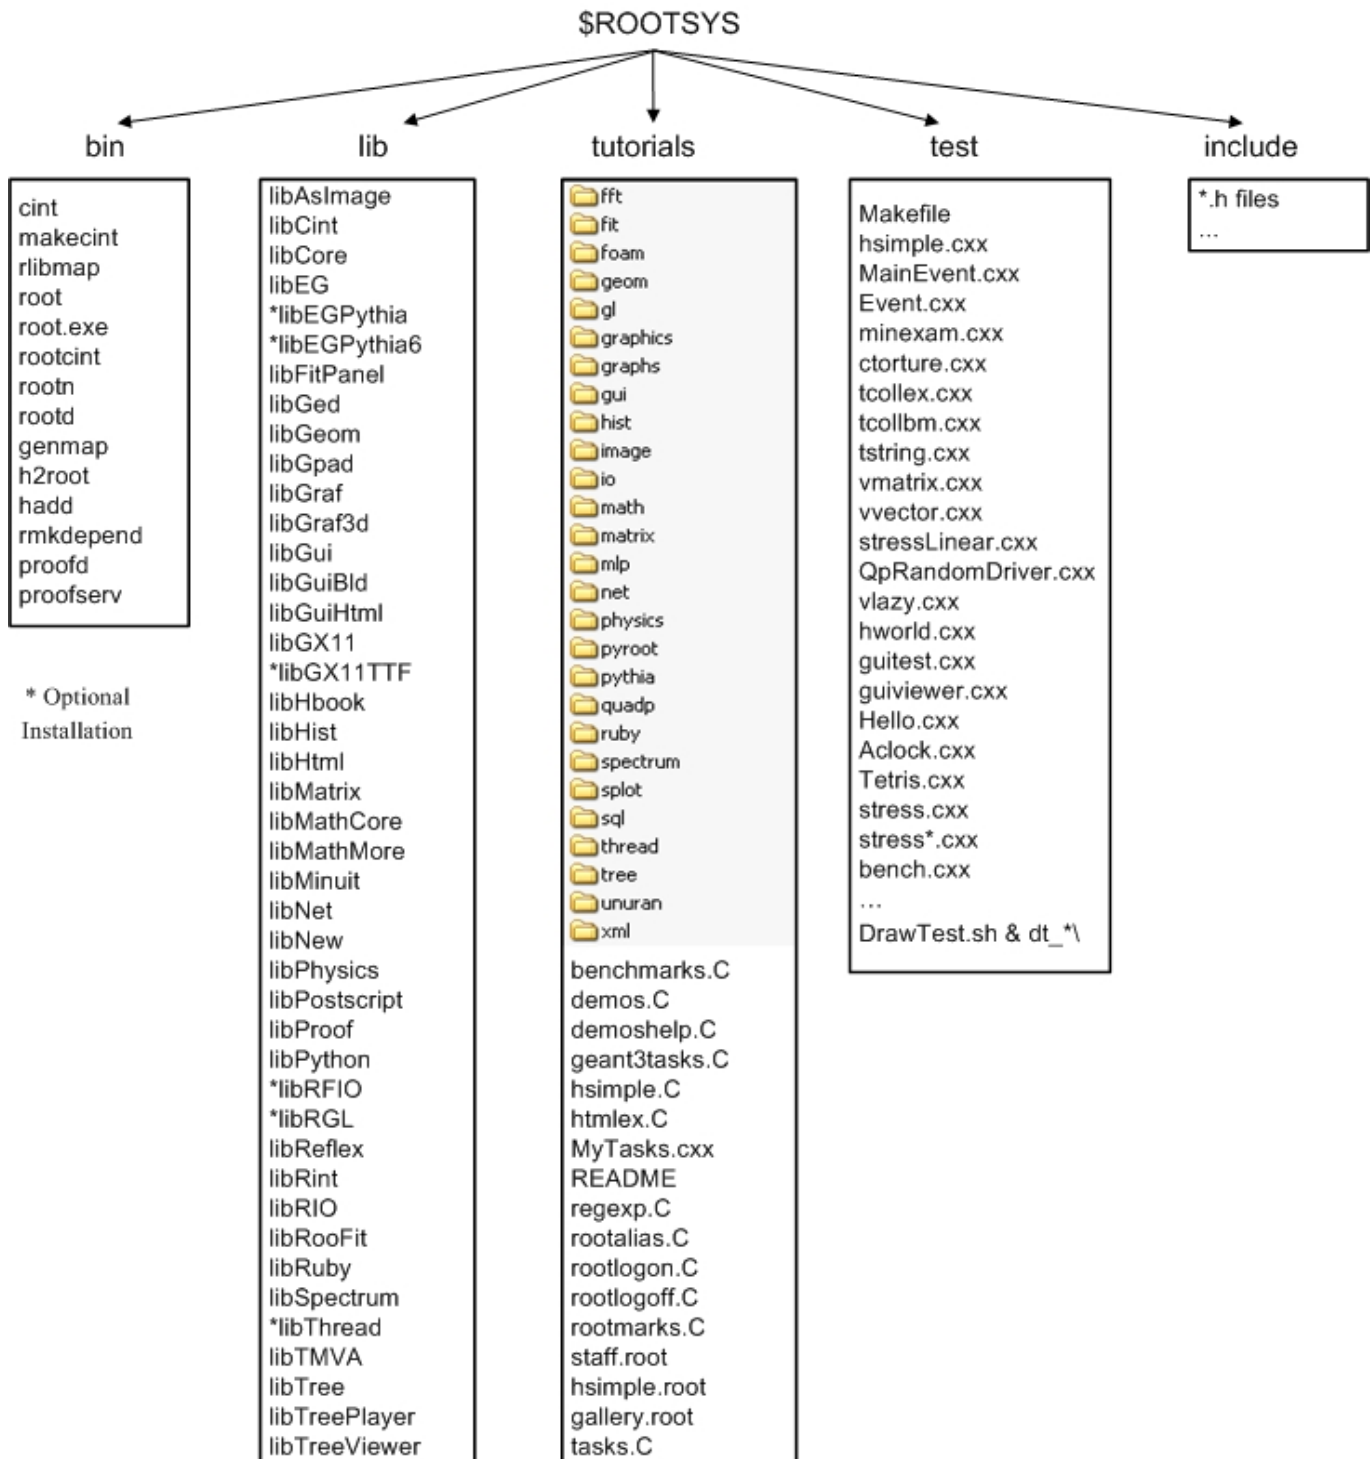 $ROOTSYS
bin
lib
tutorials
test
include
cint
makecint
rlibmap
root
root.exe
rootcint
rootn
rootd
genmap
h2root
hadd
rmkdepend
proofd
proofserv
* Optional
Installation
libAsImage
libCint
libCore
libEG
*libEGPythia
*libEGPythia6
libFitPanel
libGed
libGeom
libGpad
libGraf
libGraf3d
libGui
libGuiBld
libGuiHtml
libGX11
*libGX11TTF
libHbook
libHist
libHtml
libMatrix
libMathCore
libMathMore
libMinuit
libNet
libNew
libPhysics
libPostscript
libProof
libPython
*libRFIO
*libRGL
libReflex
libRint
libRIO
libRooFit
libRuby
libSpectrum
*libThread
libTMVA
libTree
libTreePlayer
libTreeViewer
fft
fit
foam
geom
gl
graphics
graphs
gui
hist
image
io
math
matrix
mlp
net
physics
pyroot
pythia
quadp
ruby
spectrum
splot
sql
thread
tree
unuran
xml
benchmarks.C
demos.C
demoshelp.C
geant3tasks.C
hsimple.C
htmlex.C
MyTasks.cxx
README
regexp.C
rootalias.C
rootlogon.C
rootlogoff.C
rootmarks.C
staff.root
hsimple.root
gallery.root
tasks.C
Makefile
hsimple.cxx
MainEvent.cxx
Event.cxx
minexam.cxx
ctorture.cxx
tcollex.cxx
tcollbm.cxx
tstring.cxx
vmatrix.cxx
vvector.cxx
stressLinear.cxx
QpRandomDriver.cxx
vlazy.cxx
hworld.cxx
guitest.cxx
guiviewer.cxx
Hello.cxx
Aclock.cxx
Tetris.cxx
stress.cxx
stress*.cxx
bench.cxx
...
DrawTest.sh & dt_*\
*.h files
...